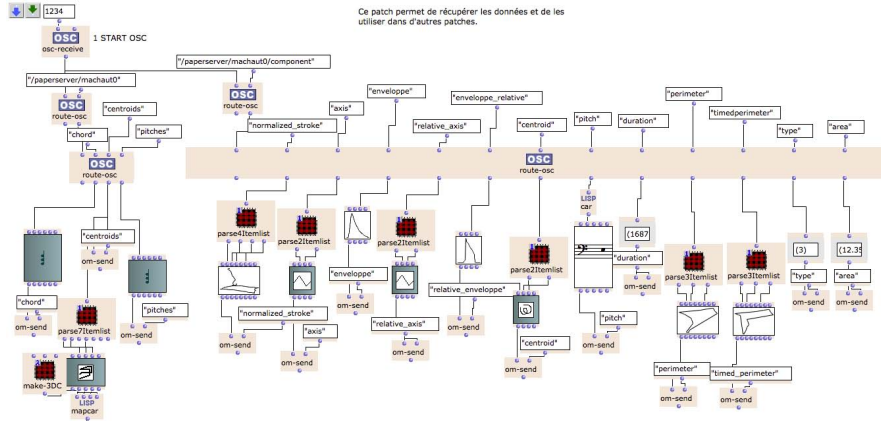 1234
Ce patch permet de récupérer les données et de les
utiliser dans d'autres patches.
OSC
osc-receive
1 START OSC
"/paperserver/machaut0/component"
"/paperserver/machaut0"
OSC
route-osc
OSC
route-osc
"centroids"
"chord"
"pitches"
OSC
route-osc
"normalized_stroke"
"axis"
"enveloppe"
"relative_axis"
"enveloppe_relative"
"centroid"
"pitch"
"duration"
"perimeter"
"timedperimeter"
"type"
"area"
OSC
route-osc
parse4Itemlist
parse2Itemlist
parse2Itemlist
parse2Itemlist
LISP
car
(1687
parse3Itemlist
parse3Itemlist
(3)
(12.35
"centroids"
om-send
"chord"
om-send
"pitches"
om-send
parse7Itemlist
make-3DC
LISP
mapcar
"normalized_stroke"
om-send
"axis"
om-send
"enveloppe"
om-send
"relative_axis"
om-send
"relative_enveloppe"
om-send
"centroid"
om-send
"pitch"
om-send
"duration"
om-send
"perimeter"
om-send
"timed_perimeter"
om-send
"type"
om-send
"area"
om-send